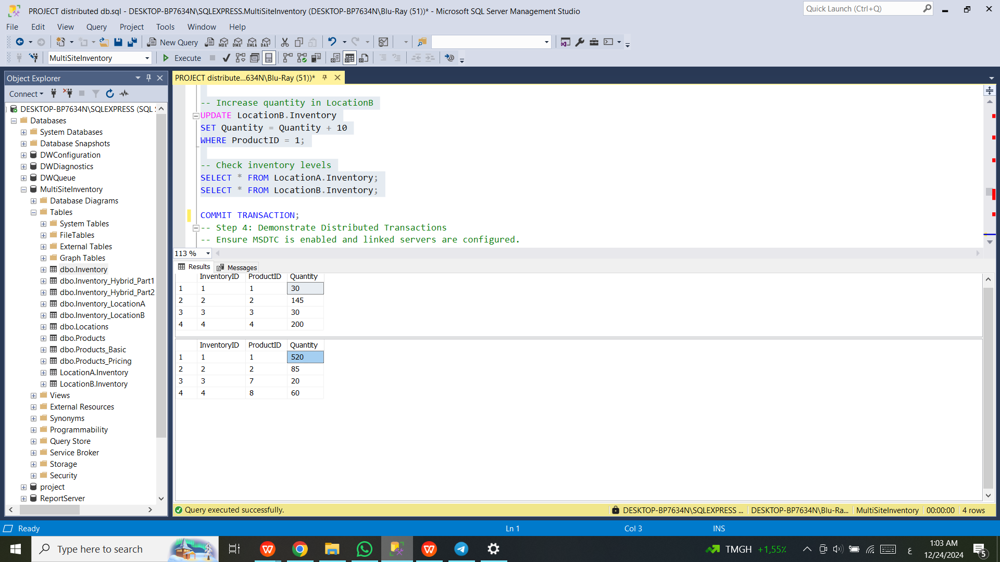 PROJECT distributed db.sql - DESKTOP-BP7634N\SQLEXPRESS.MultiSiteInventory (DESKTOP-BP7634N\Blu-Ray (51))* - Microsoft SQL Server Management Studio
Quick Launch (Ctrl+Q)
File Edit View Query Project Tools Window Help
New Query MDX DMX XMLA DAX
MultiSiteInventory Execute
Object Explorer
Connect
DESKTOP-BP7634N\SQLEXPRESS (SQL S
Databases
System Databases
Database Snapshots
DWConfiguration
DWDiagnostics
DWQueue
MultiSiteInventory
Database Diagrams
Tables
System Tables
FileTables
External Tables
Graph Tables
dbo.Inventory
dbo.Inventory_Hybrid_Part1
dbo.Inventory_Hybrid_Part2
dbo.Inventory_LocationA
dbo.Inventory_LocationB
dbo.Locations
dbo.Products
dbo.Products_Basic
dbo.Products_Pricing
LocationA.Inventory
LocationB.Inventory
Views
External Resources
Synonyms
Programmability
Query Store
Service Broker
Storage
Security
project
ReportServer
PROJECT distribute...634N\Blu-Ray (51))*
-- Increase quantity in LocationB
UPDATE LocationB.Inventory
SET Quantity = Quantity + 10
WHERE ProductID = 1;
-- Check inventory levels
SELECT * FROM LocationA.Inventory;
SELECT * FROM LocationB.Inventory;
COMMIT TRANSACTION;
-- Step 4: Demonstrate Distributed Transactions
-- Ensure MSDTC is enabled and linked servers are configured.
113 %
Results Messages
InventoryID ProductID Quantity
1 1 1 30
2 2 2 145
3 3 3 30
4 4 4 200
InventoryID ProductID Quantity
1 1 1 520
2 2 2 85
3 3 7 20
4 4 8 60
Query executed successfully. DESKTOP-BP7634N\SQLEXPRESS ... DESKTOP-BP7634N\Blu-Ra... MultiSiteInventory 00:00:00 4 rows
Ready Ln 1 Col 3 INS
Type here to search
TMGH +1,55%
ع
1:03 AM
12/24/2024
5